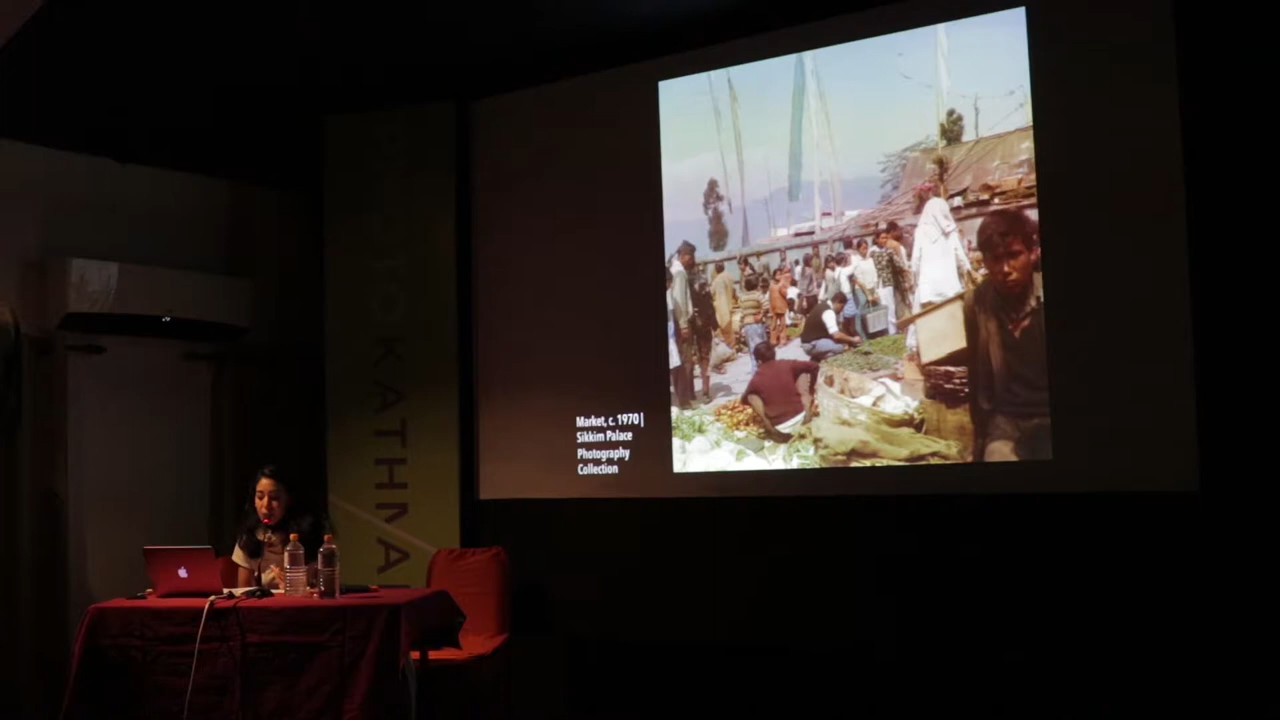 Market, c. 1970 |
Sikkim Palace
Photography
Collection
KATHMA